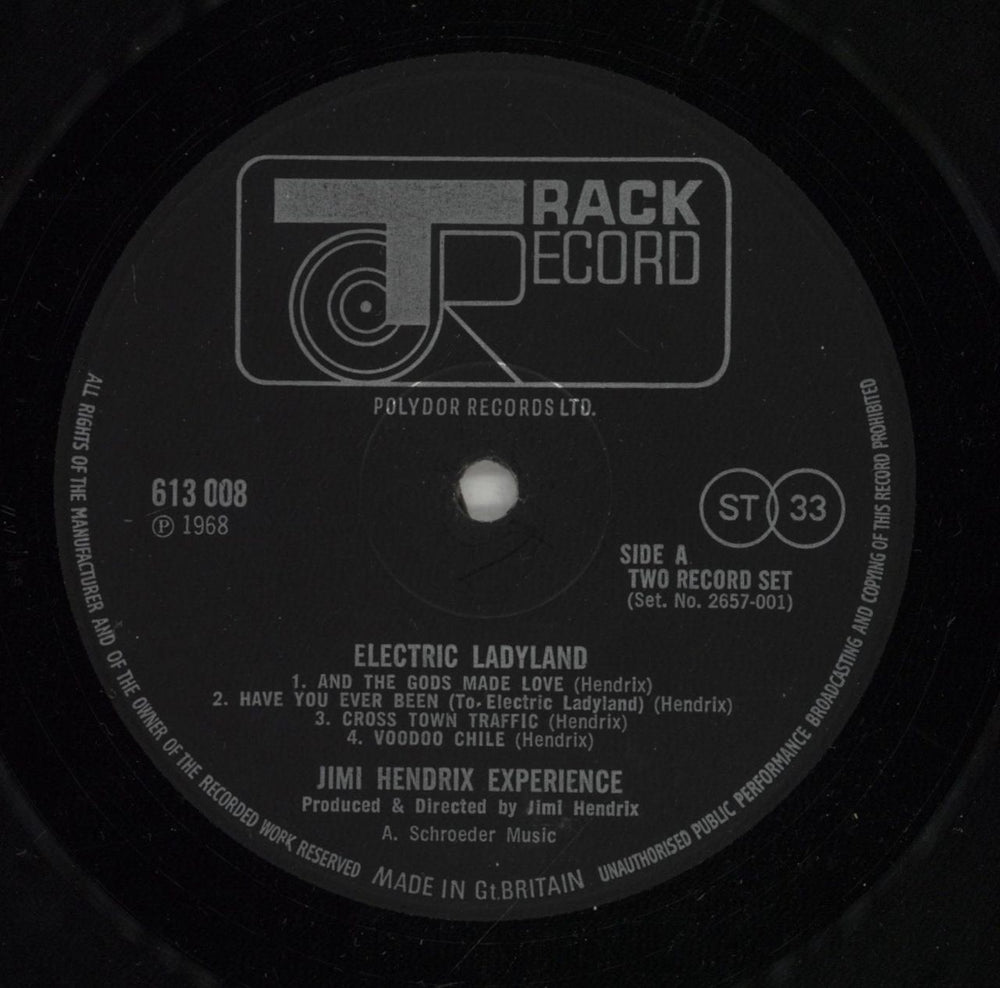 TRACK
RECORD
POLYDOR RECORDS LTD.
613 008
Ⓟ 1968
ST 33
SIDE A
TWO RECORD SET
(Set. No. 2657-001)
ELECTRIC LADYLAND
1. AND THE GODS MADE LOVE (Hendrix)
2. HAVE YOU EVER BEEN (To. Electric Ladyland) (Hendrix)
3. CROSS TOWN TRAFFIC (Hendrix)
4. VOODOO CHILE (Hendrix)
JIMI HENDRIX EXPERIENCE
Produced & Directed by Jimi Hendrix
A. Schroeder Music
ALL RIGHTS OF THE MANUFACTURER AND OF THE OWNER OF THE RECORDED WORK RESERVED MADE IN Gt.BRITAIN UNAUTHORISED PUBLIC PERFORMANCE BROADCASTING AND COPYING OF THIS RECORD PROHIBITED